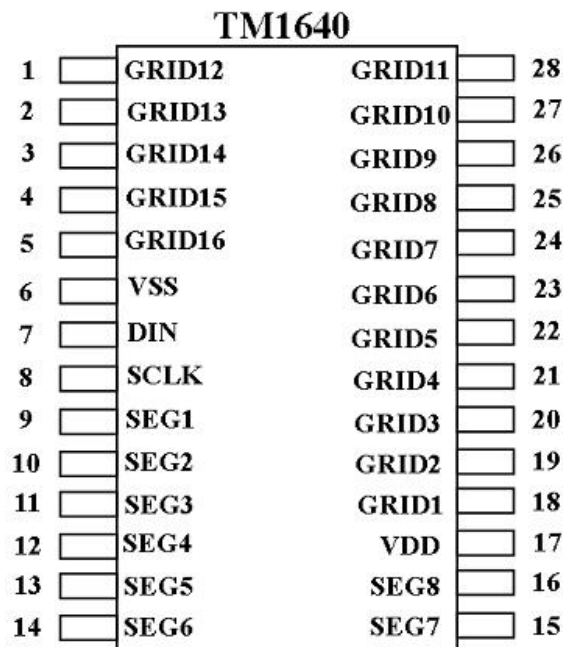 TM1640
1 GRID12 GRID11 28
2 GRID13 GRID10 27
3 GRID14 GRID9 26
4 GRID15 GRID8 25
5 GRID16 GRID7 24
6 VSS GRID6 23
7 DIN GRID5 22
8 SCLK GRID4 21
9 SEG1 GRID3 20
10 SEG2 GRID2 19
11 SEG3 GRID1 18
12 SEG4 VDD 17
13 SEG5 SEG8 16
14 SEG6 SEG7 15